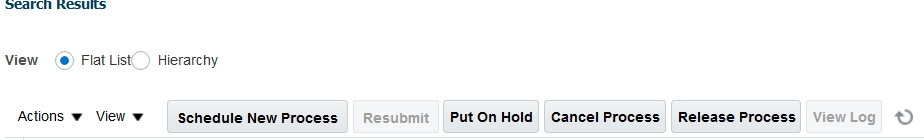 Search Results
View Flat List Hierarchy
Actions View Schedule New Process Resubmit Put On Hold Cancel Process Release Process View Log